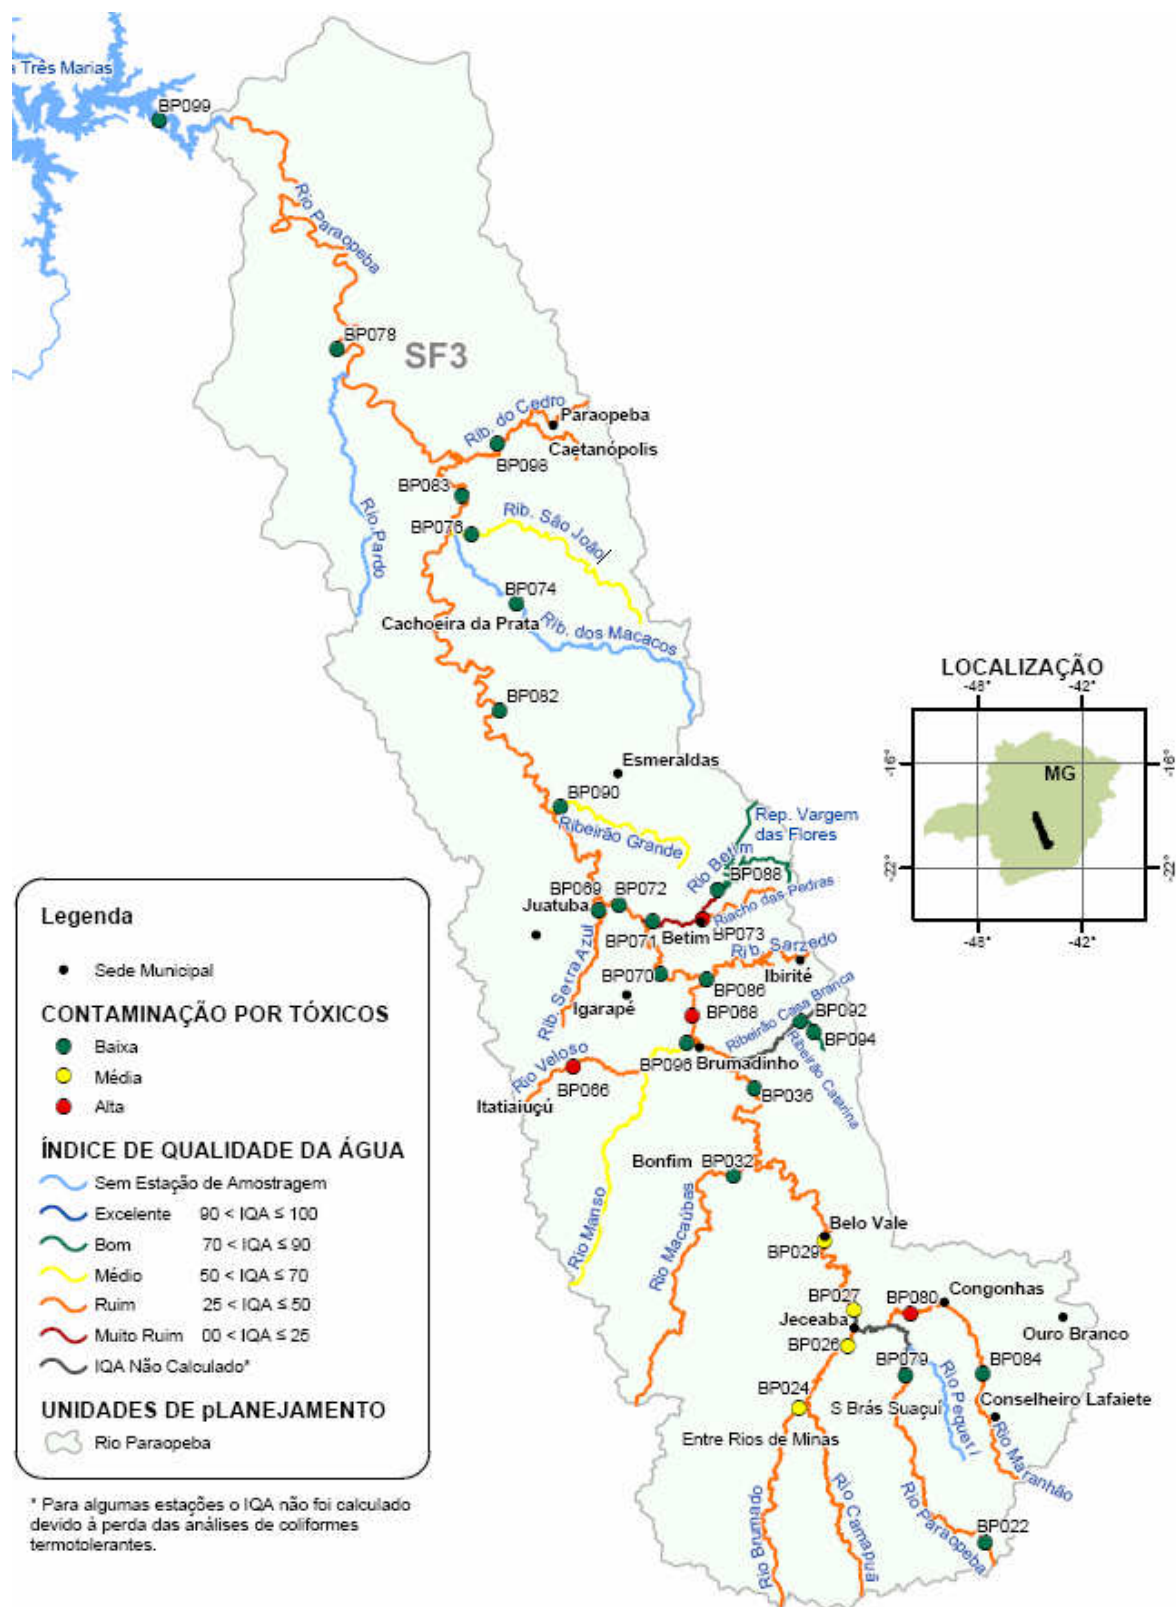 a Três Marias
BP099
Rio Paraopeba
BP078
SF3
Rib. do Cedro
Paraopeba
Caetanópolis
BP098
BP083
Rib. São João
BP076
Rio Pardo
BP074
Cachoeira da Prata
Rib. dos Macacos
BP082
LOCALIZAÇÃO
-48°
-42°
-16°
-16°
MG
-22°
-22°
-48°
-42°
Esmeraldas
BP090
Rep. Vargem
das Flores
Ribeirão Grande
Rio Betim
BP088
BP069
BP072
Juatuba
Riacho das Pedras
BP071
Betim
BP073
Rib. Sarzedo
Rib. Serra Azul
BP070
Ibirité
BP086
Igarapé
BP068
Ribeirão Casa Branca
BP092
BP094
Ribeirão Catarina
Rio Veloso
BP096
Brumadinho
BP066
BP036
Itatiaiuçú
Bonfim
BP032
Rio Manso
Rio Macaúbas
Belo Vale
BP029
BP027
BP080
Congonhas
Jeceaba
Ouro Branco
BP026
BP079
BP084
BP024
S Brás Suaçuí
Rio Pequeri
Conselheiro Lafaiete
Entre Rios de Minas
Rio Maranhão
Rio Brumado
Rio Camapuã
Rio Paraopeba
BP022
Legenda
Sede Municipal
CONTAMINAÇÃO POR TÓXICOS
Baixa
Média
Alta
ÍNDICE DE QUALIDADE DA ÁGUA
Sem Estação de Amostragem
Excelente 90 < IQA ≤ 100
Bom 70 < IQA ≤ 90
Médio 50 < IQA ≤ 70
Ruim 25 < IQA ≤ 50
Muito Ruim 00 < IQA ≤ 25
IQA Não Calculado*
UNIDADES DE pLANEJAMENTO
Rio Paraopeba
* Para algumas estações o IQA não foi calculado
devido à perda das análises de coliformes
termotolerantes.